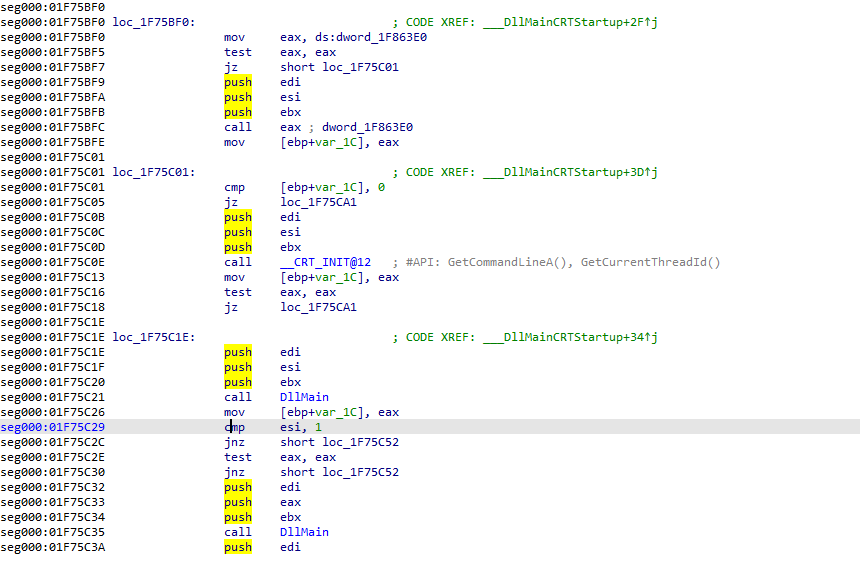 seg000:01F75BF0
seg000:01F75BF0 loc_1F75BF0: ; CODE XREF: ___DllMainCRTStartup+2F↑j
seg000:01F75BF0 mov eax, ds:dword_1F863E0
seg000:01F75BF5 test eax, eax
seg000:01F75BF7 jz short loc_1F75C01
seg000:01F75BF9 push edi
seg000:01F75BFA push esi
seg000:01F75BFB push ebx
seg000:01F75BFC call eax ; dword_1F863E0
seg000:01F75BFE mov [ebp+var_1C], eax
seg000:01F75C01
seg000:01F75C01 loc_1F75C01: ; CODE XREF: ___DllMainCRTStartup+3D↑j
seg000:01F75C01 cmp [ebp+var_1C], 0
seg000:01F75C05 jz loc_1F75CA1
seg000:01F75C0B push edi
seg000:01F75C0C push esi
seg000:01F75C0D push ebx
seg000:01F75C0E call __CRT_INIT@12 ; #API: GetCommandLineA(), GetCurrentThreadId()
seg000:01F75C13 mov [ebp+var_1C], eax
seg000:01F75C16 test eax, eax
seg000:01F75C18 jz loc_1F75CA1
seg000:01F75C1E
seg000:01F75C1E loc_1F75C1E: ; CODE XREF: ___DllMainCRTStartup+34↑j
seg000:01F75C1E push edi
seg000:01F75C1F push esi
seg000:01F75C20 push ebx
seg000:01F75C21 call DllMain
seg000:01F75C26 mov [ebp+var_1C], eax
seg000:01F75C29 cmp esi, 1
seg000:01F75C2C jnz short loc_1F75C52
seg000:01F75C2E test eax, eax
seg000:01F75C30 jnz short loc_1F75C52
seg000:01F75C32 push edi
seg000:01F75C33 push eax
seg000:01F75C34 push ebx
seg000:01F75C35 call DllMain
seg000:01F75C3A push edi